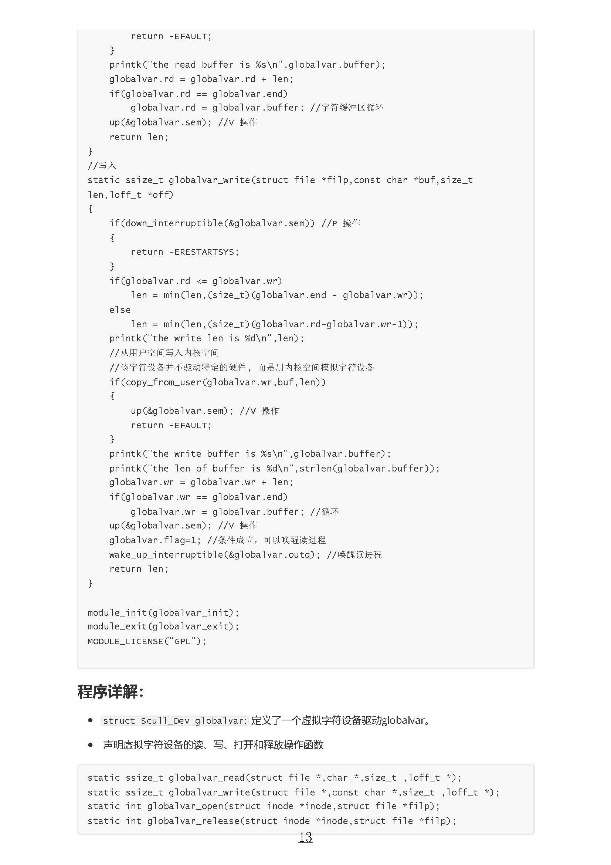 return -EFAULT;
}
printk("the read buffer is %s\n",globalvar.buffer);
globalvar.rd = globalvar.rd + len;
if(globalvar.rd == globalvar.end)
globalvar.rd = globalvar.buffer; //字符缓冲区循环
up(&globalvar.sem); //V 操作
return len;
}
//写入
static ssize_t globalvar_write(struct file *filp,const char *buf,size_t
len,loff_t *off)
{
if(down_interruptible(&globalvar.sem)) //P 操作
{
return -ERESTARTSYS;
}
if(globalvar.rd <= globalvar.wr)
len = min(len,(size_t)(globalvar.end - globalvar.wr));
else
len = min(len,(size_t)(globalvar.rd-globalvar.wr-1));
printk("the write len is %d\n",len);
//从用户空间写入内核空间
//该字符设备并不驱动特定的硬件, 而是用内核空间模拟字符设备
if(copy_from_user(globalvar.wr,buf,len))
{
up(&globalvar.sem); //V 操作
return -EFAULT;
}
printk("the write buffer is %s\n",globalvar.buffer);
printk("the len of buffer is %d\n",strlen(globalvar.buffer));
globalvar.wr = globalvar.wr + len;
if(globalvar.wr == globalvar.end)
globalvar.wr = globalvar.buffer; //循环
up(&globalvar.sem); //V 操作
globalvar.flag=1; //条件成立，可以唤醒读进程
wake_up_interruptible(&globalvar.outq); //唤醒读进程
return len;
}
module_init(globalvar_init);
module_exit(globalvar_exit);
MODULE_LICENSE("GPL");
程序详解：
• struct Scull_Dev globalvar: 定义了一个虚拟字符设备驱动globalvar。
• 声明虚拟字符设备的读、写、打开和释放操作函数
static ssize_t globalvar_read(struct file *,char *,size_t ,loff_t *);
static ssize_t globalvar_write(struct file *,const char *,size_t ,loff_t *);
static int globalvar_open(struct inode *inode,struct file *filp);
static int globalvar_release(struct inode *inode,struct file *filp);
13